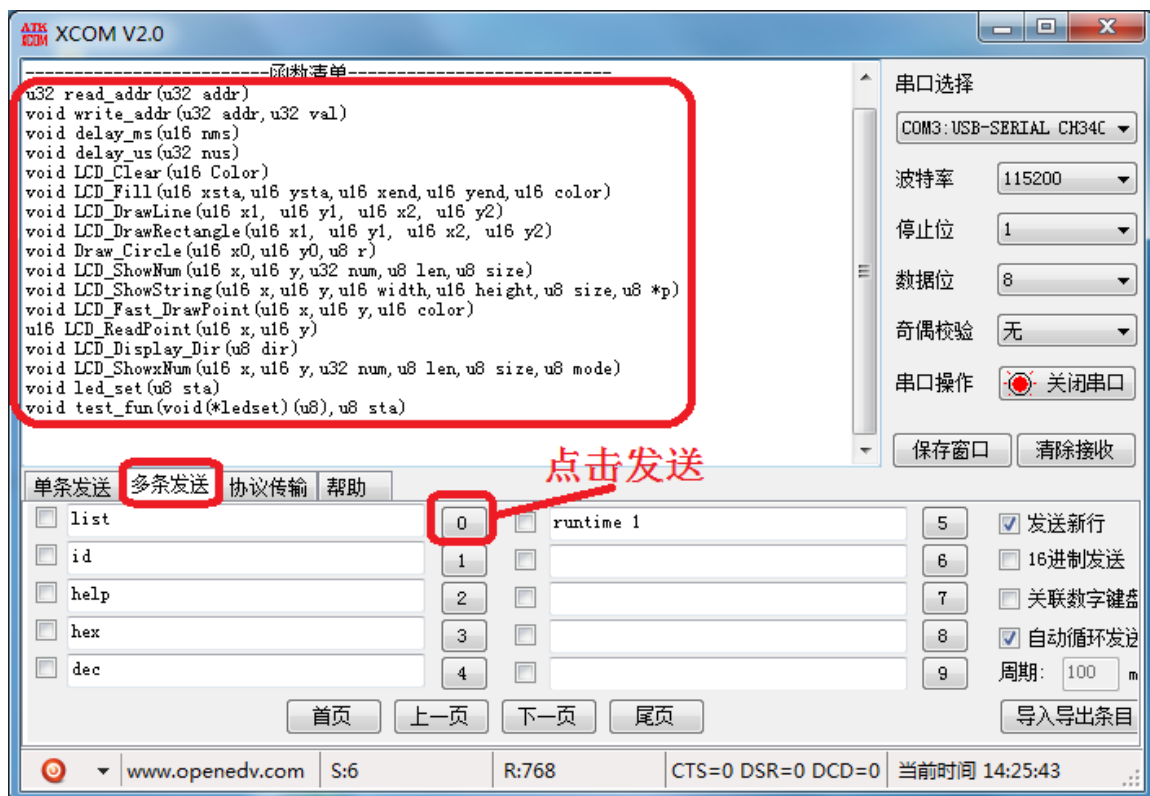 ATK XCOM XCOM V2.0
--------------------------函数清单----------------------------
u32 read_addr(u32 addr)
void write_addr(u32 addr,u32 val)
void delay_ms(u16 nms)
void delay_us(u32 nus)
void LCD_Clear(u16 Color)
void LCD_Fill(u16 xsta,u16 ysta,u16 xend,u16 yend,u16 color)
void LCD_DrawLine(u16 x1, u16 y1, u16 x2, u16 y2)
void LCD_DrawRectangle(u16 x1, u16 y1, u16 x2, u16 y2)
void Draw_Circle(u16 x0,u16 y0,u8 r)
void LCD_ShowNum(u16 x,u16 y,u32 num,u8 len,u8 size)
void LCD_ShowString(u16 x,u16 y,u16 width,u16 height,u8 size,u8 *p)
void LCD_Fast_DrawPoint(u16 x,u16 y,u16 color)
u16 LCD_ReadPoint(u16 x,u16 y)
void LCD_Display_Dir(u8 dir)
void LCD_ShowxNum(u16 x,u16 y,u32 num,u8 len,u8 size,u8 mode)
void led_set(u8 sta)
void test_fun(void(*ledset)(u8),u8 sta)
串口选择
COM3:USB-SERIAL CH34C
波特率 115200
停止位 1
数据位 8
奇偶校验 无
串口操作 关闭串口
保存窗口 清除接收
点击发送
单条发送 多条发送 协议传输 帮助
list 0 runtime 1 5 发送新行
id 1 6 16进制发送
help 2 7 关联数字键盘
hex 3 8 自动循环发送
dec 4 9 周期: 100 m
首页 上一页 下一页 尾页 导入导出条目
www.openedv.com S:6 R:768 CTS=0 DSR=0 DCD=0 当前时间 14:25:43